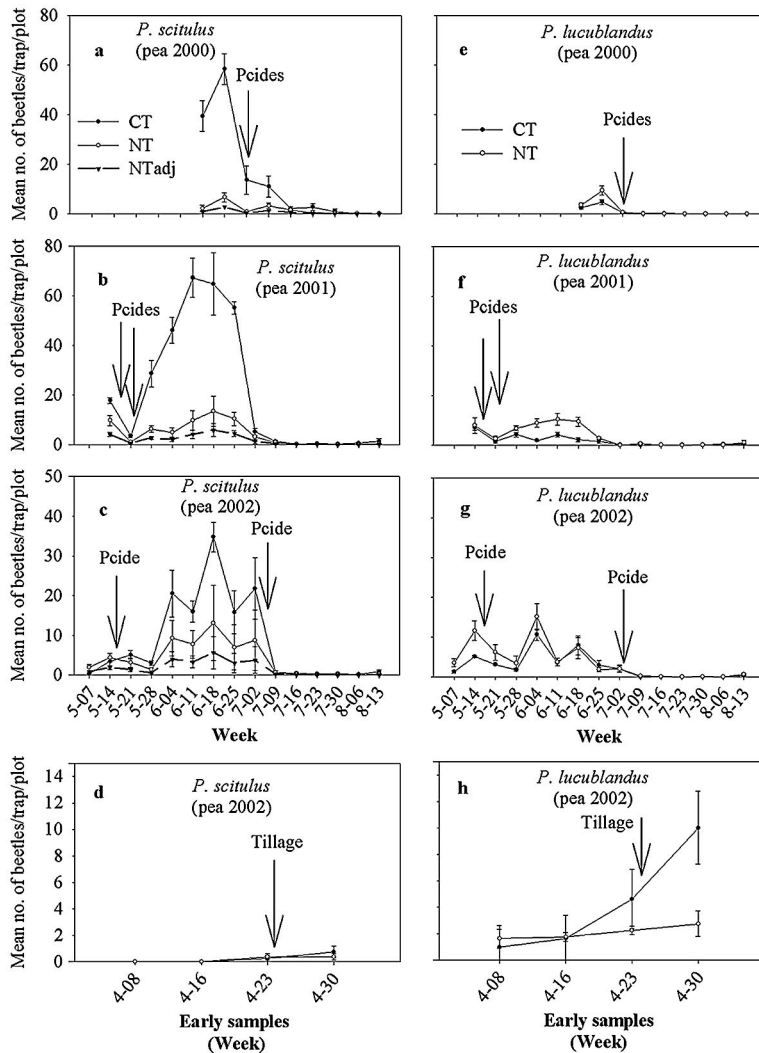 Mean no. of beetles/trap/plot
80
60
40
20
0
a
P. scitulus
(pea 2000)
Pcides
CT
NT
NTadj
Mean no. of beetles/trap/plot
80
60
40
20
0
b
P. scitulus
(pea 2001)
Pcides
Mean no. of beetles/trap/plot
50
40
30
20
10
0
c
P. scitulus
(pea 2002)
Pcide
Pcide
5-07
5-14
5-21
5-28
6-04
6-11
6-18
6-25
7-02
7-09
7-16
7-23
7-30
8-06
8-13
Week
Mean no. of beetles/trap/plot
14
12
10
8
6
4
2
0
d
P. scitulus
(pea 2002)
Tillage
4-08
4-16
4-23
4-30
Early samples
(Week)
e
P. lucublandus
(pea 2000)
Pcides
CT
NT
f
P. lucublandus
(pea 2001)
Pcides
g
P. lucublandus
(pea 2002)
Pcide
Pcide
5-07
5-14
5-21
5-28
6-04
6-11
6-18
6-25
7-02
7-09
7-16
7-23
7-30
8-06
8-13
Week
h
P. lucublandus
(pea 2002)
Tillage
4-08
4-16
4-23
4-30
Early samples
(Week)